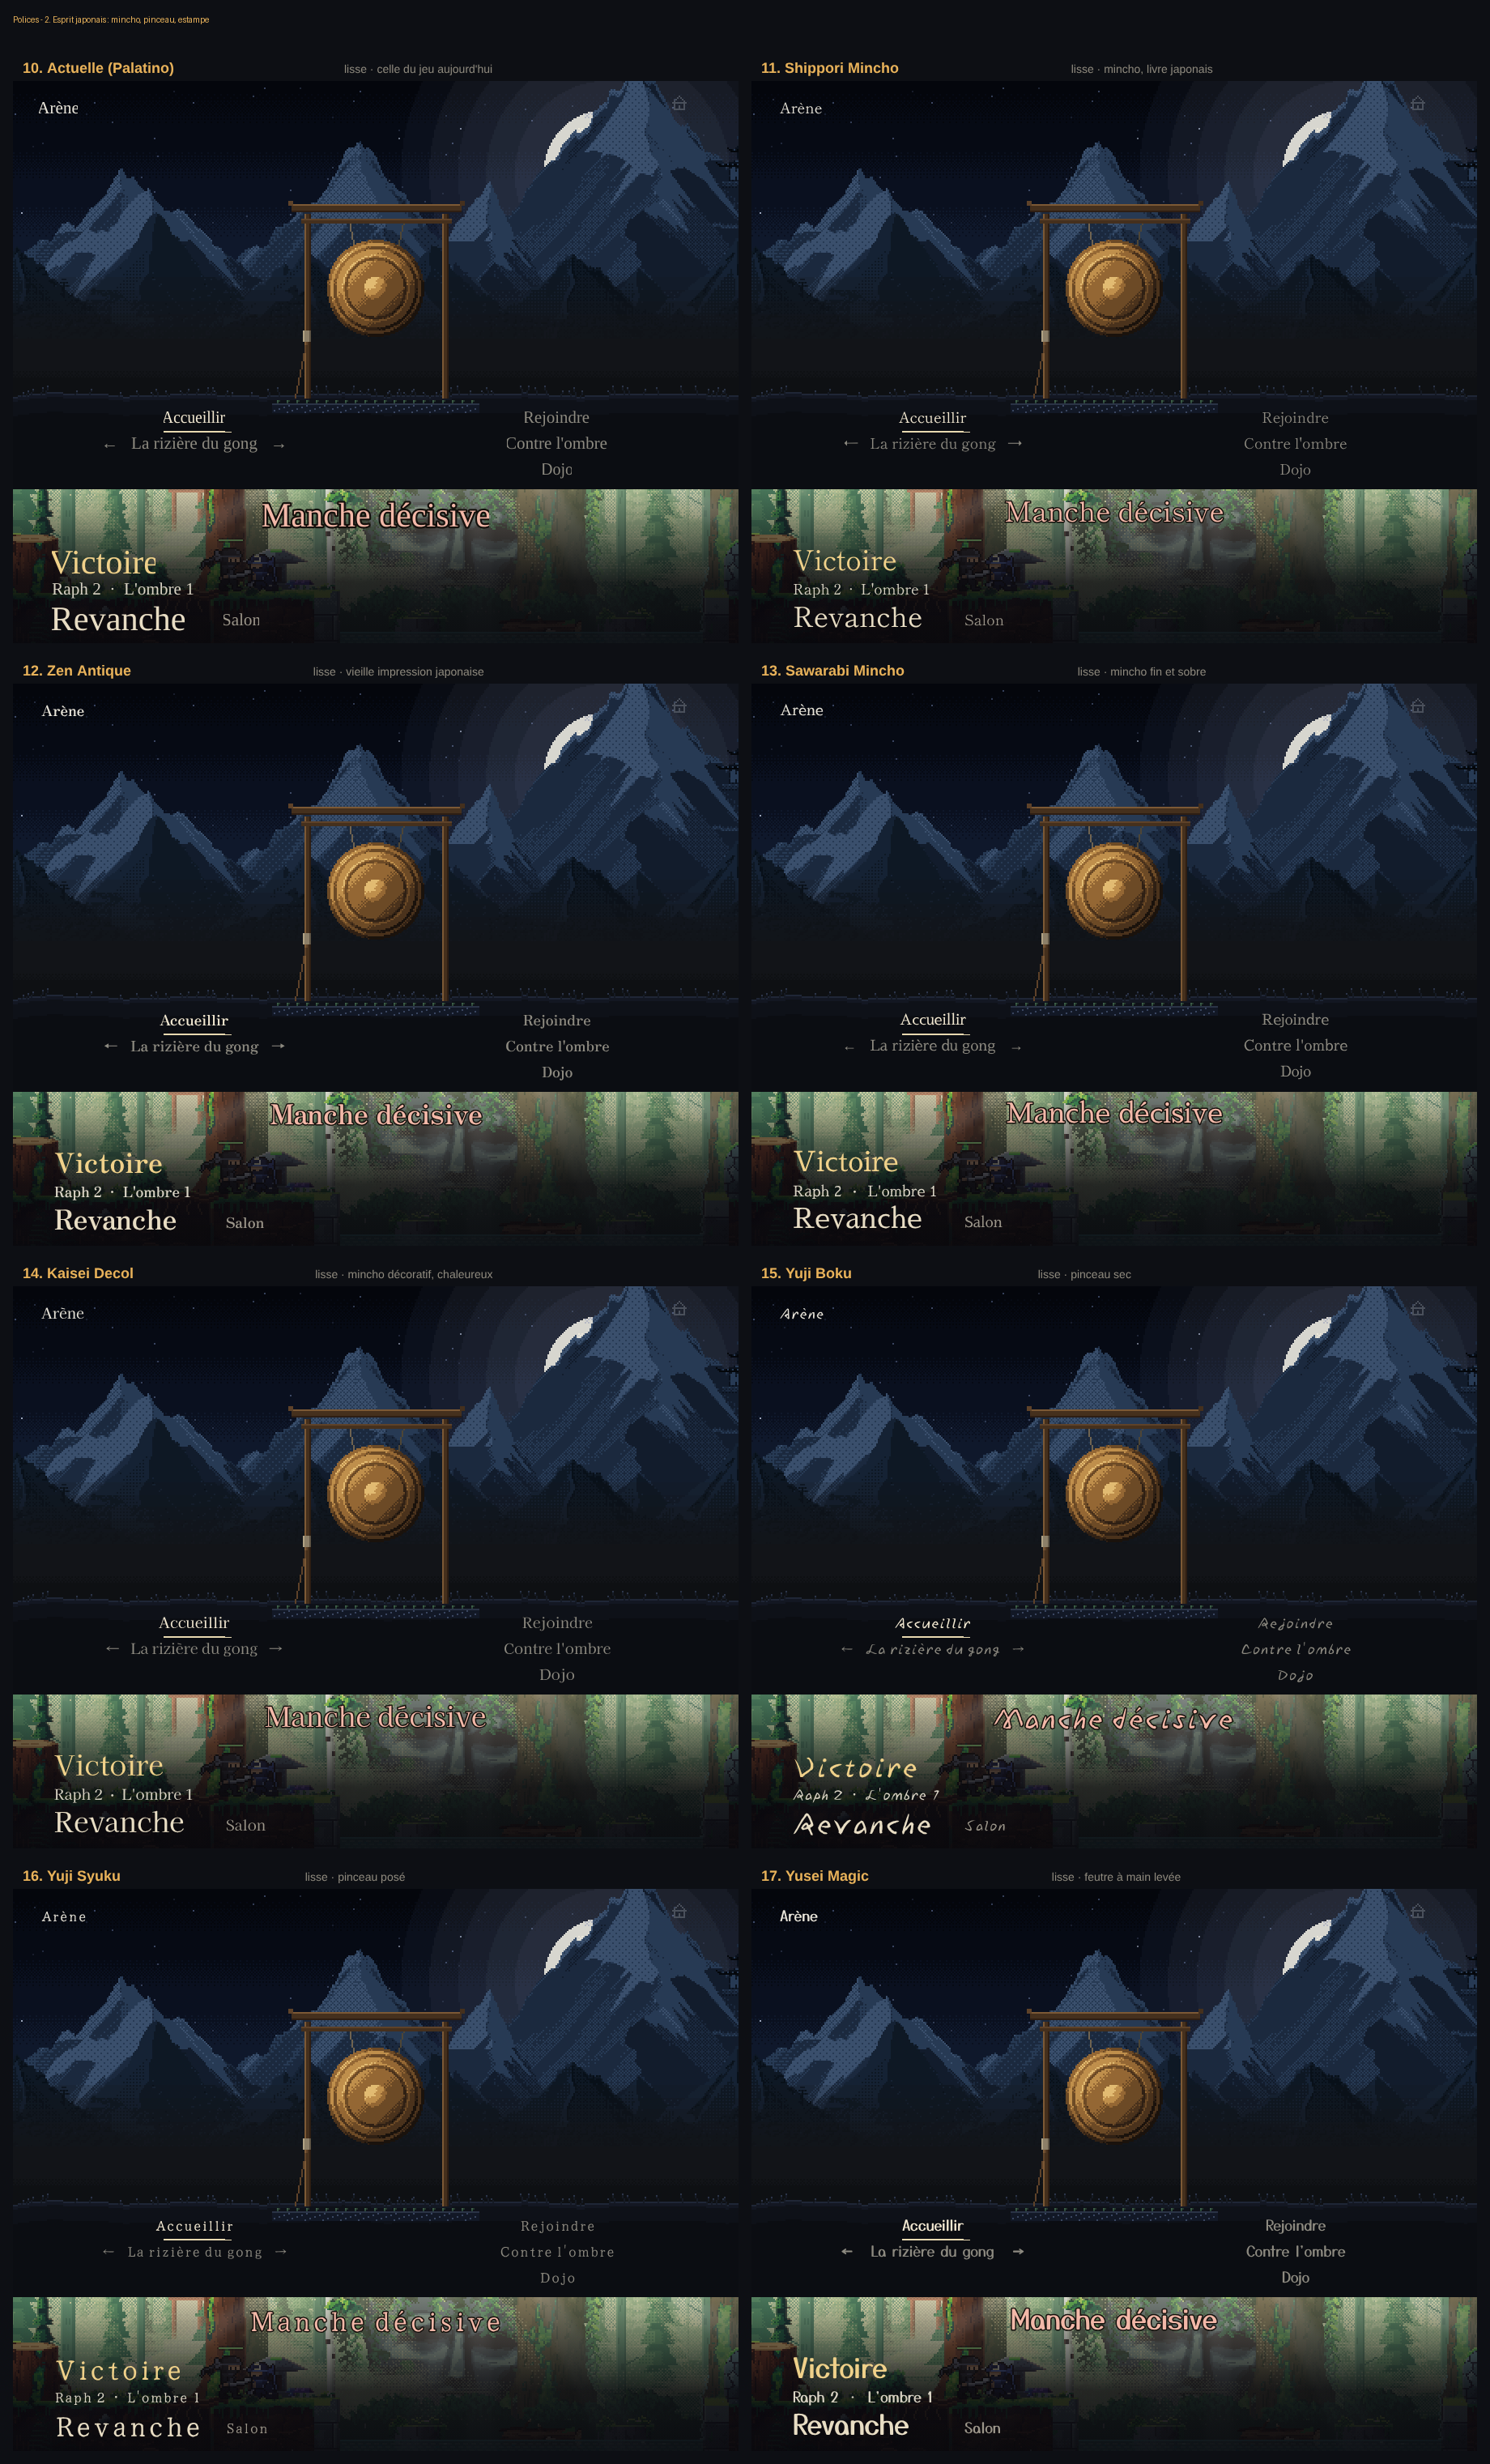 Polices - 2. Esprit japonais: mincho, pinceau, estampe
10. Actuelle (Palatino) lisse · celle du jeu aujourd'hui
Arène
Accueillir Rejoindre
← La rizière du gong → Contre l'ombre
Dojo
Manche décisive
Victoire
Raph 2 · L'ombre 1
Revanche Salon
11. Shippori Mincho lisse · mincho, livre japonais
Arène
Accueillir Rejoindre
← La rizière du gong → Contre l'ombre
Dojo
Manche décisive
Victoire
Raph 2 · L'ombre 1
Revanche Salon
12. Zen Antique lisse · vieille impression japonaise
Arène
Accueillir Rejoindre
← La rizière du gong → Contre l'ombre
Dojo
Manche décisive
Victoire
Raph 2 · L'ombre 1
Revanche Salon
13. Sawarabi Mincho lisse · mincho fin et sobre
Arène
Accueillir Rejoindre
← La rizière du gong → Contre l'ombre
Dojo
Manche décisive
Victoire
Raph 2 · L'ombre 1
Revanche Salon
14. Kaisei Decol lisse · mincho décoratif, chaleureux
Arène
Accueillir Rejoindre
← La rizière du gong → Contre l'ombre
Dojo
Manche décisive
Victoire
Raph 2 · L'ombre 1
Revanche Salon
15. Yuji Boku lisse · pinceau sec
Arène
Accueillir Rejoindre
← La rizière du gong → Contre l'ombre
Dojo
Manche décisive
Victoire
Raph 2 · L'ombre 1
Revanche Salon
16. Yuji Syuku lisse · pinceau posé
Arène
Accueillir Rejoindre
← La rizière du gong → Contre l'ombre
Dojo
Manche décisive
Victoire
Raph 2 · L'ombre 1
Revanche Salon
17. Yusei Magic lisse · feutre à main levée
Arène
Accueillir Rejoindre
← La rizière du gong → Contre l'ombre
Dojo
Manche décisive
Victoire
Raph 2 · L'ombre 1
Revanche Salon